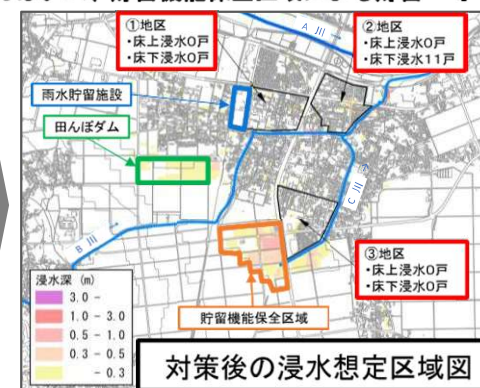 ①地区
・床上浸水0戸
・床下浸水0戸
②地区
・床上浸水0戸
・床下浸水11戸
A川→
雨水貯留施設
田んぼダム
C川
B川→
③地区
・床上浸水0戸
・床下浸水0戸
浸水深 (m)
3.0 -
1.0 - 3.0
0.5 - 1.0
0.3 - 0.5
- 0.3
貯留機能保全区域
対策後の浸水想定区域図